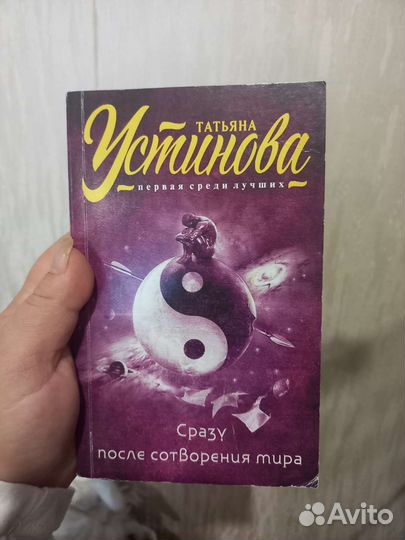 ТАТЬЯНА
Устинова
первая среди лучших
Сразу
после сотворения мира
Avito